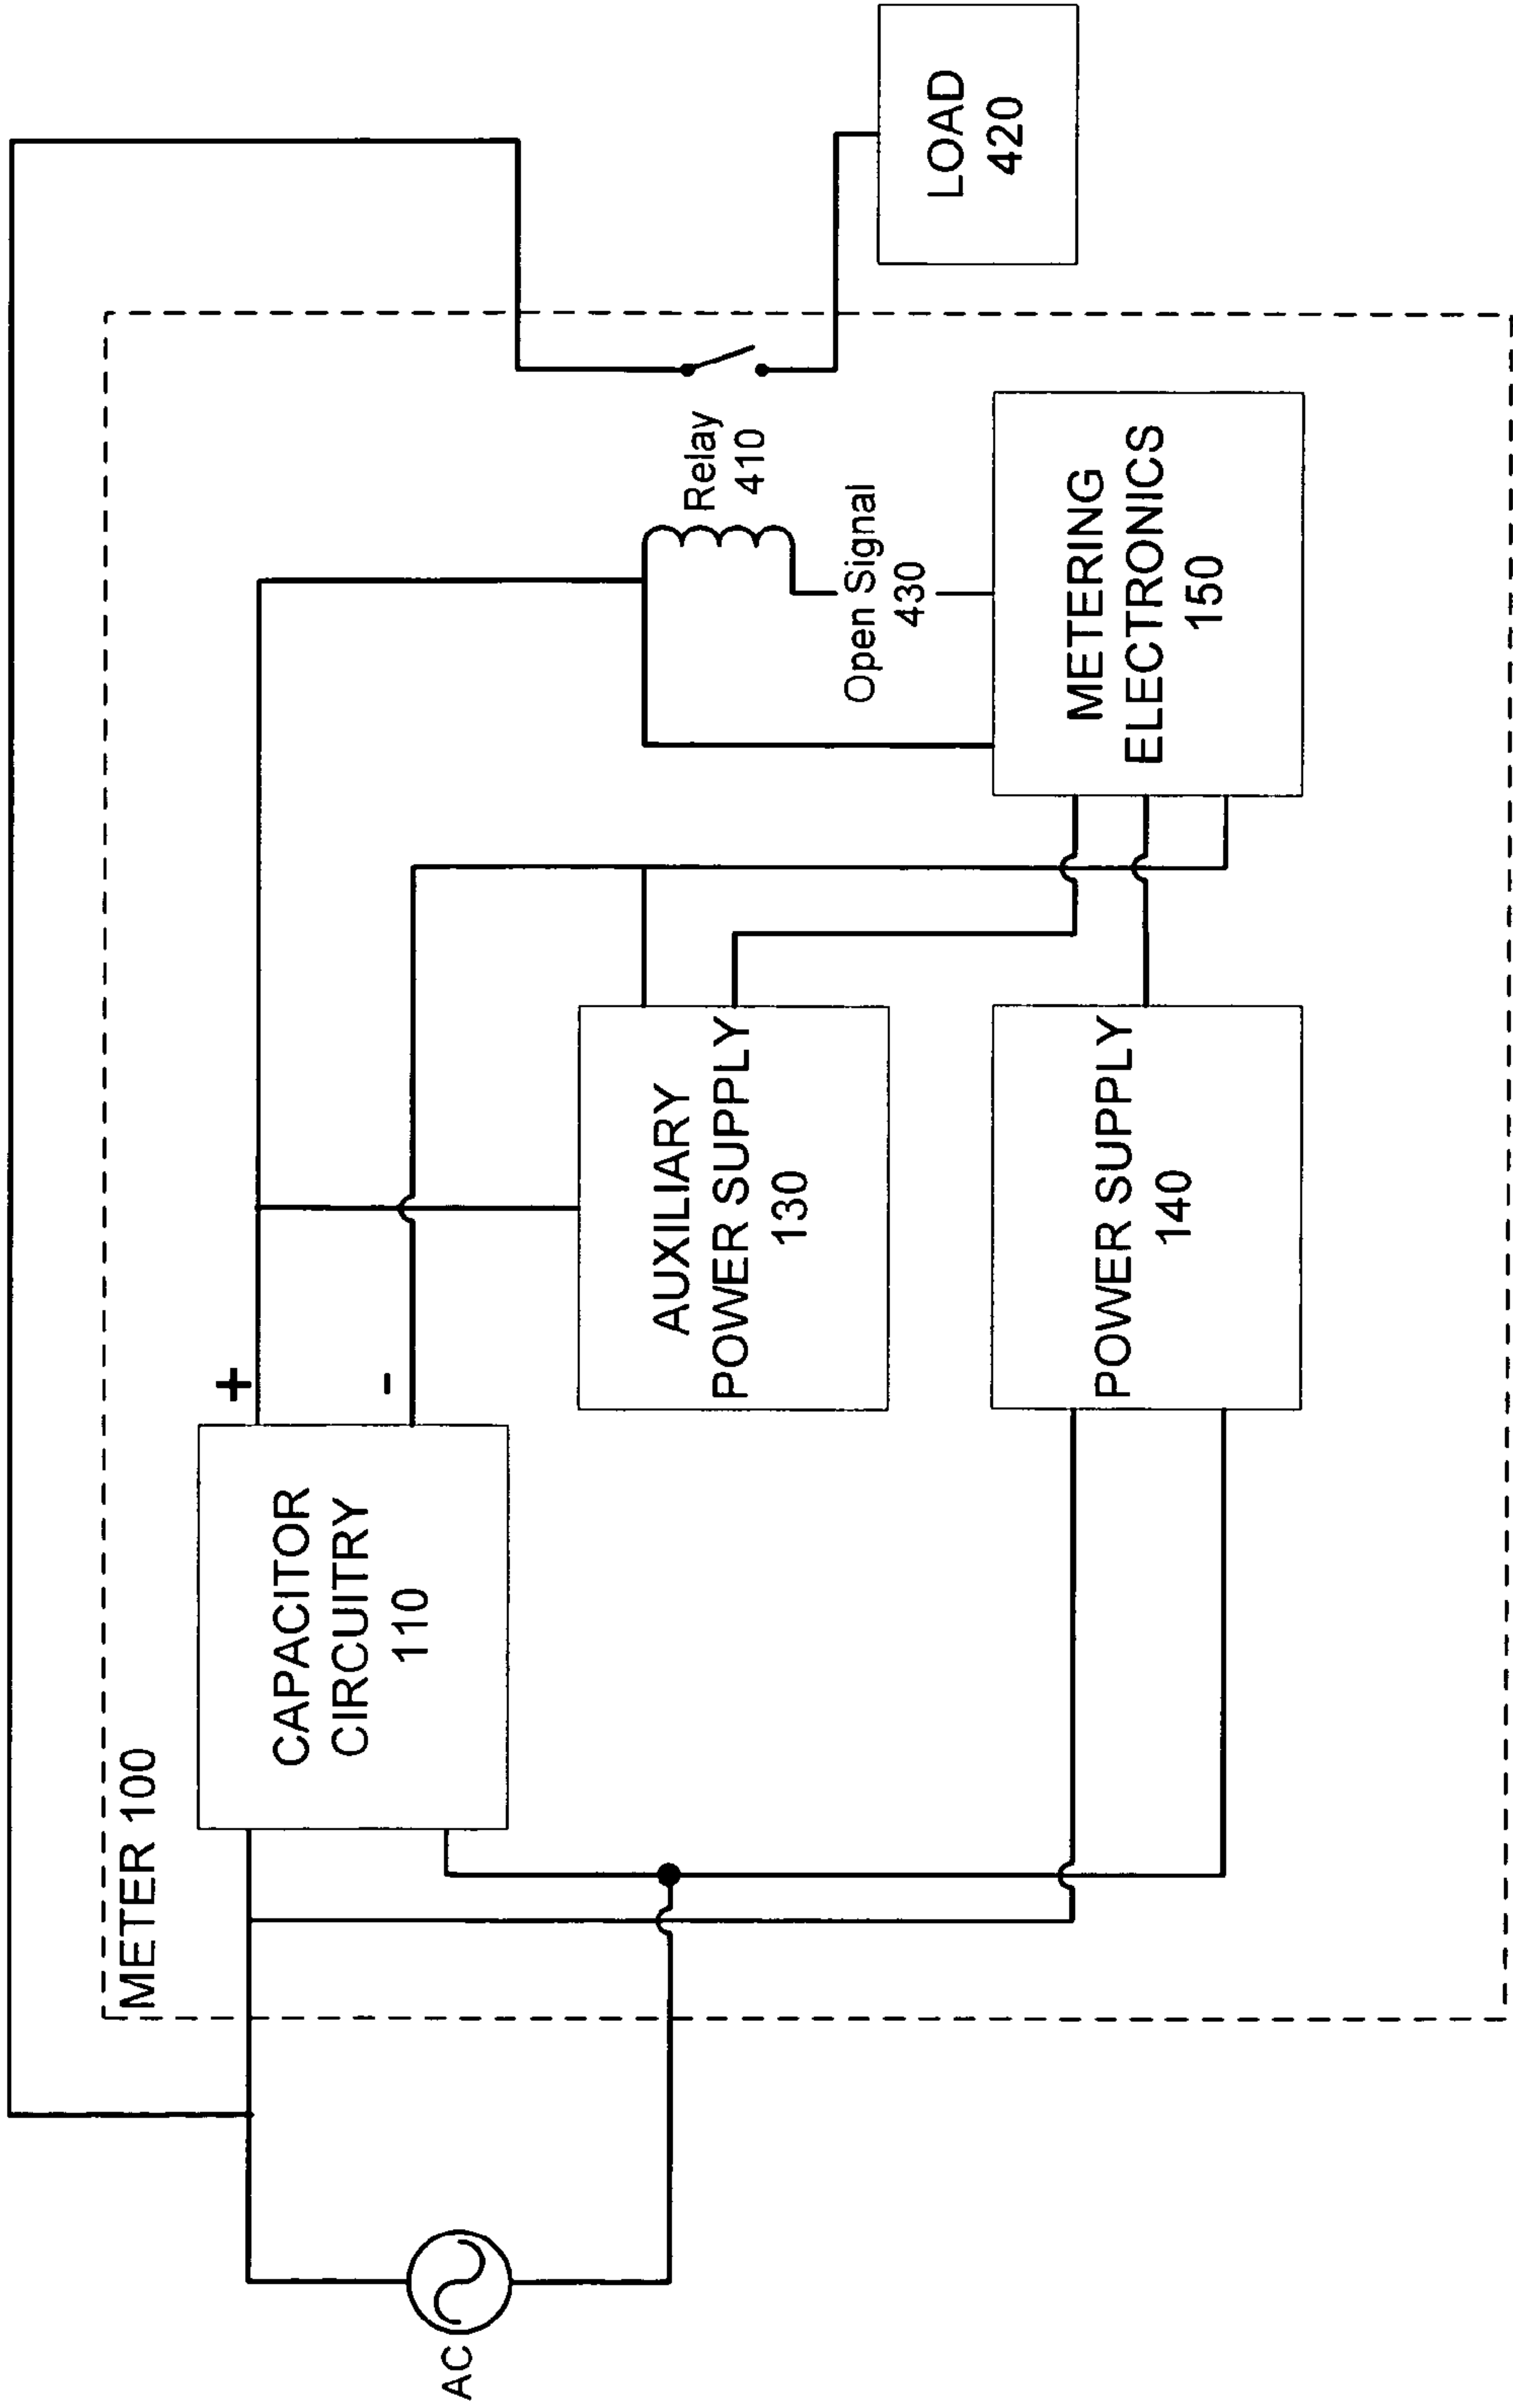 METER 100
CAPACITOR
CIRCUITRY
110
+
-
AUXILIARY
POWER SUPPLY
130
POWER SUPPLY
140
Relay
410
Open Signal
430
METERING
ELECTRONICS
150
LOAD
420
AC